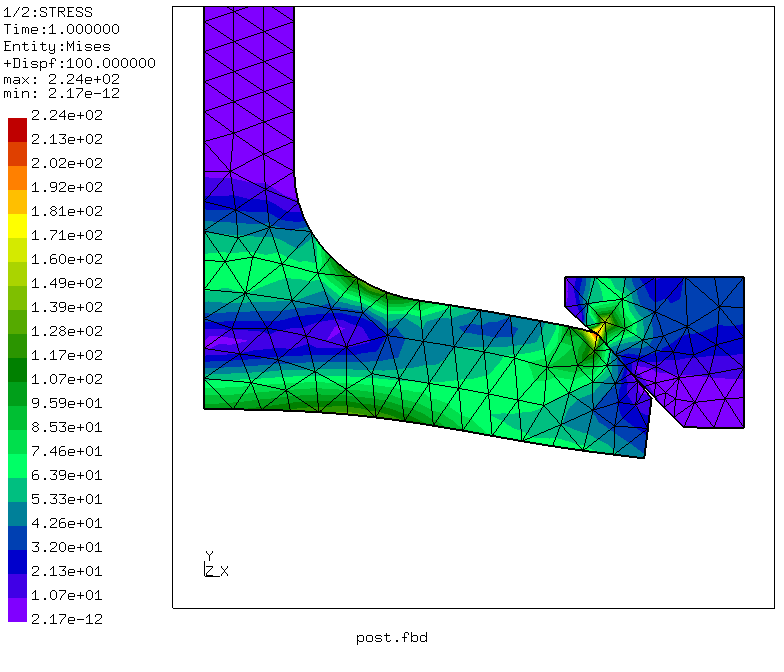 1/2:STRESS
Time:1.000000
Entity:Mises
+Dispf:100.000000
max: 2.24e+02
min: 2.17e-12
2.24e+02
2.13e+02
2.02e+02
1.92e+02
1.81e+02
1.71e+02
1.60e+02
1.49e+02
1.39e+02
1.28e+02
1.17e+02
1.07e+02
9.59e+01
8.53e+01
7.46e+01
6.39e+01
5.33e+01
4.26e+01
3.20e+01
2.13e+01
1.07e+01
2.17e-12
Y
Z X
post.fbd